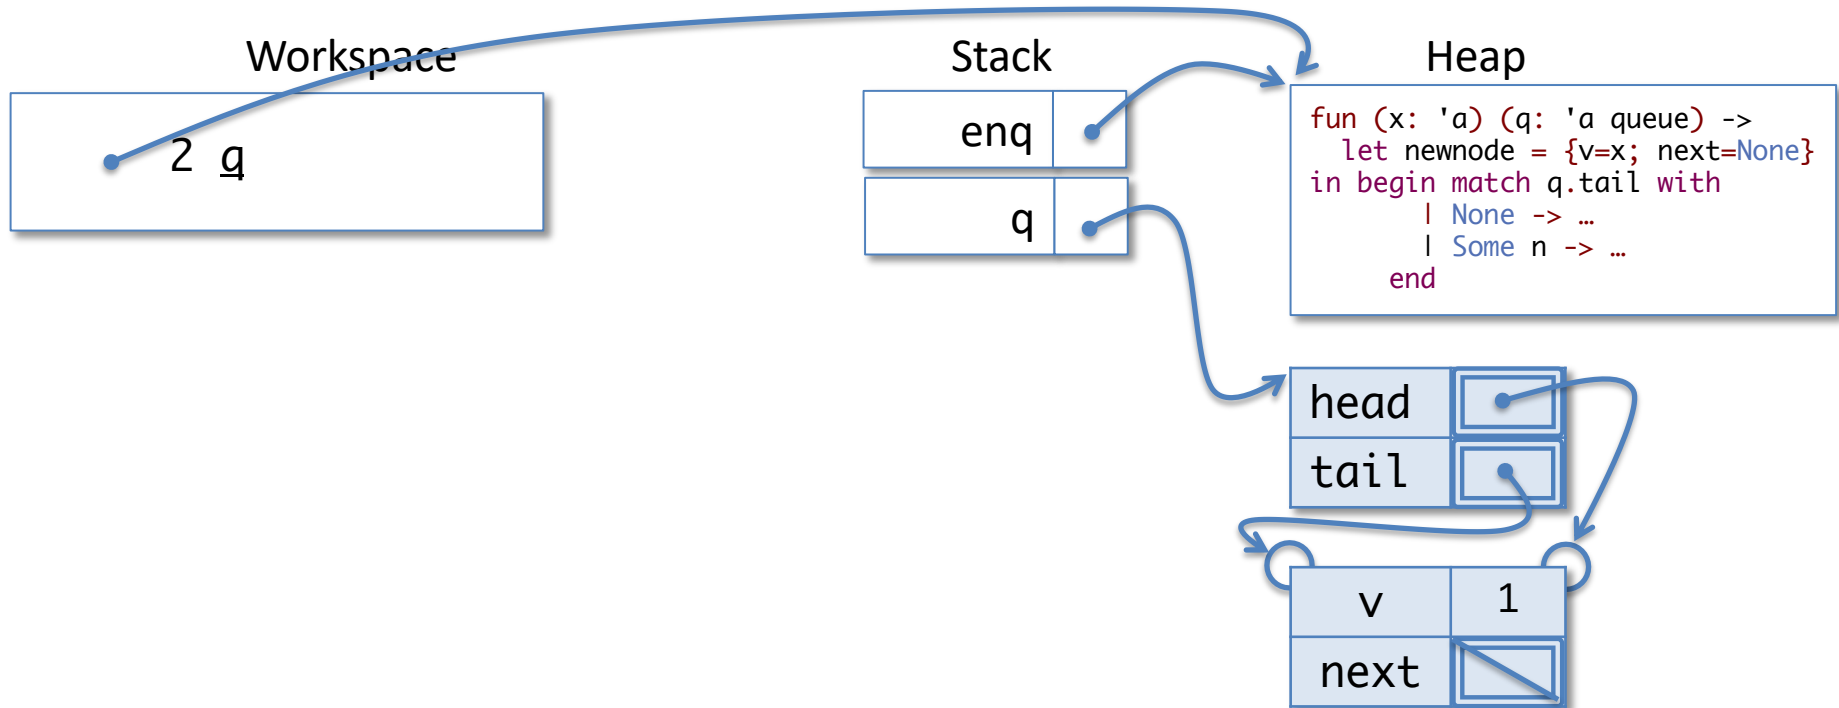 Workspace
Stack
Heap
2 q
enq
q
fun (x: 'a) (q: 'a queue) ->
let newnode = {v=x; next=None}
in begin match q.tail with
| None -> …
| Some n -> …
end
head
tail
v 1
next